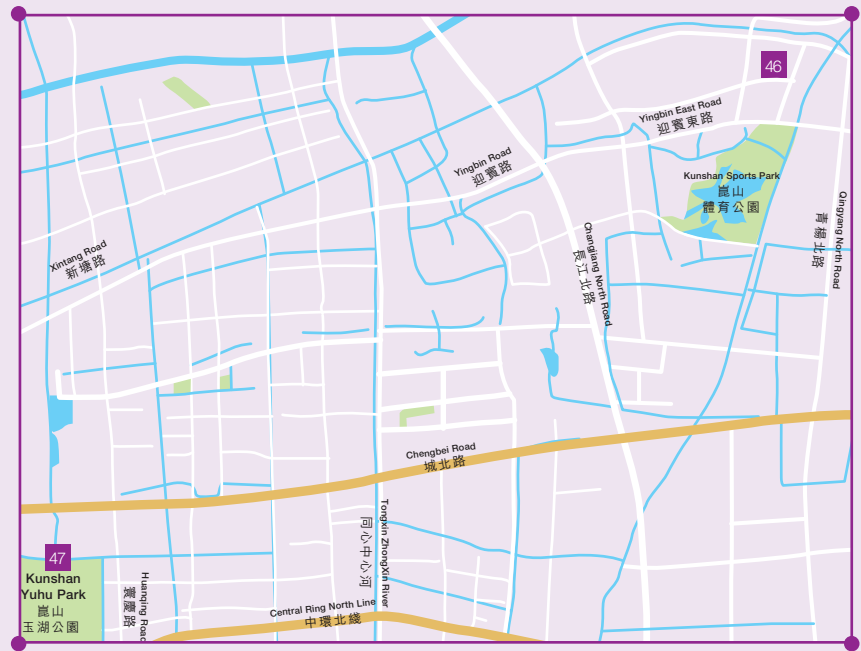 46
Yingbin East Road
迎賓東路
Yingbin Road
迎賓路
Kunshan Sports Park
崑山
體育公園
Qingyang North Road
青楊北路
Xintang Road
新塘路
Changjiang North Road
長江北路
Chengbei Road
城北路
Tongxin ZhongXin River
同心中心河
47
Kunshan
Yuhu Park
崑山
玉湖公園
Huanqing Road
寰慶路
Central Ring North Line
中環北綫